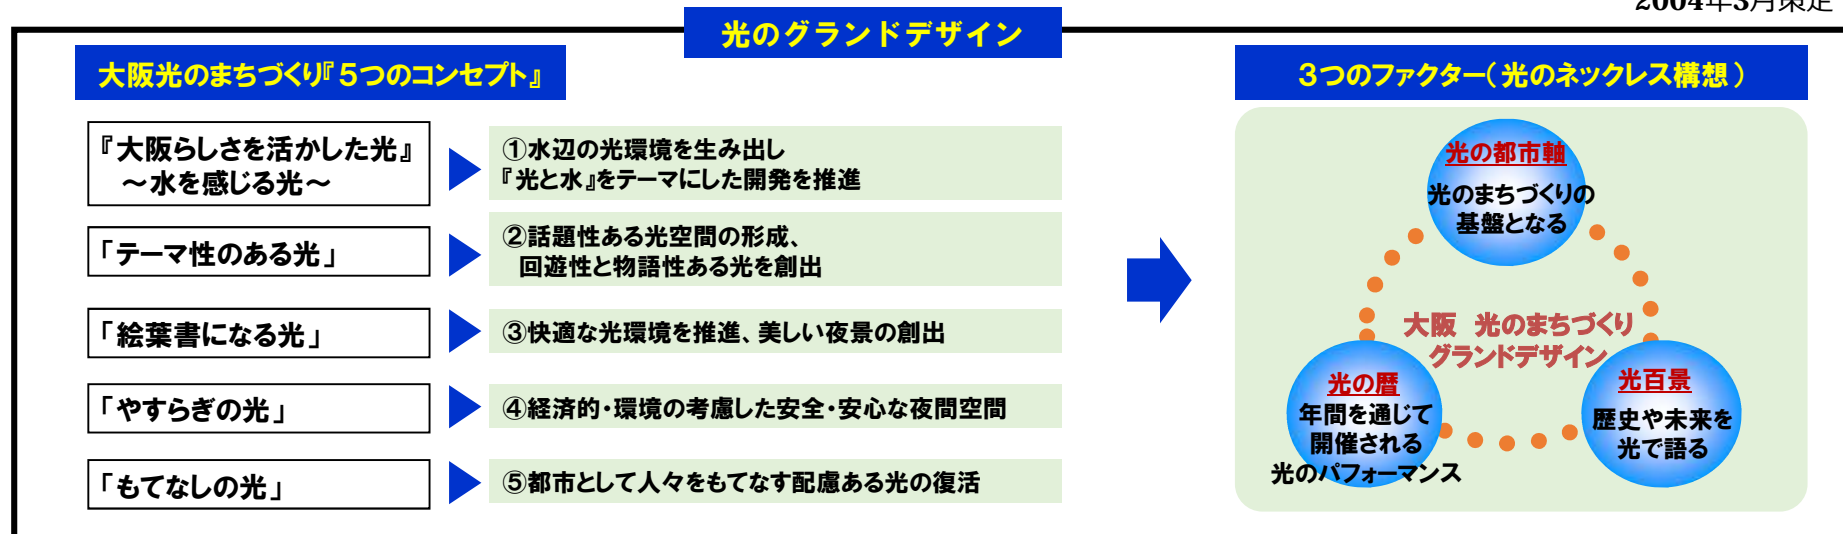 2004年3月策定
光のグランドデザイン
大阪光のまちづくり『５つのコンセプト』
『大阪らしさを活かした光』
～水を感じる光～
①水辺の光環境を生み出し
『光と水』をテーマにした開発を推進
「テーマ性のある光」
②話題性ある光空間の形成、
回遊性と物語性ある光を創出
「絵葉書になる光」
③快適な光環境を推進、美しい夜景の創出
「やすらぎの光」
④経済的・環境の考慮した安全・安心な夜間空間
「もてなしの光」
⑤都市として人々をもてなす配慮ある光の復活
３つのファクター（光のネックレス構想）
光の都市軸
光のまちづくりの
基盤となる
大阪　光のまちづくり
グランドデザイン
光の暦
年間を通じて
開催される
光のパフォーマンス
光百景
歴史や未来を
光で語る